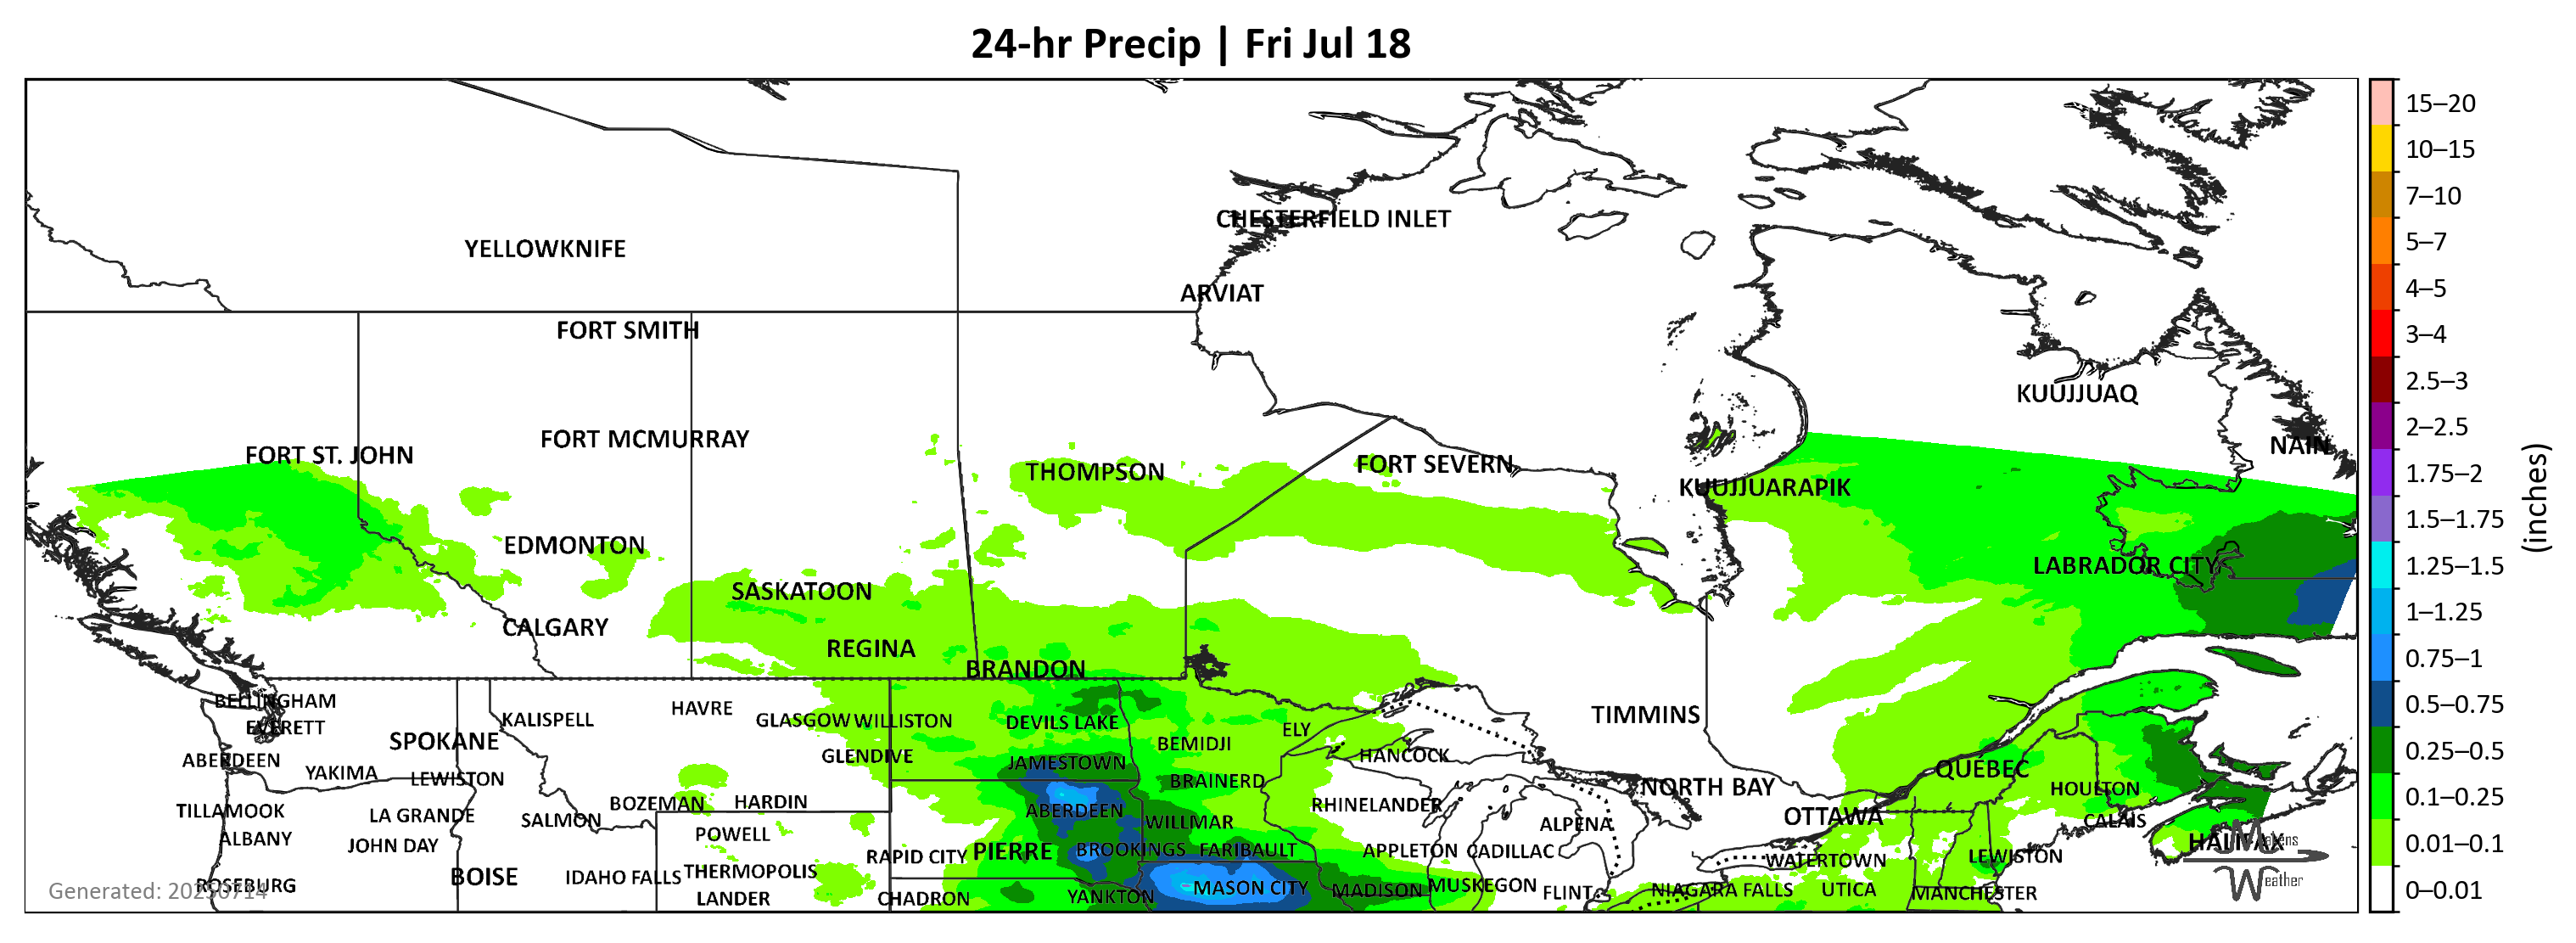 24-hr Precip | Fri Jul 18
CHESTERFIELD INLET
YELLOWKNIFE
ARVIAT
FORT SMITH
KUUJJUAQ
FORT MCMURRAY
NAIN
FORT ST. JOHN
FORT SEVERN
THOMPSON
KUUJJUARAPIK
EDMONTON
LABRADOR CITY
SASKATOON
CALGARY
REGINA
BRANDON
BELLINGHAM
HAVRE
TIMMINS
KALISPELL
GLASGOW
WILLISTON
DEVILS LAKE
EVERETT
ELY
SPOKANE
BEMIDJI
GLENDIVE
HANCOCK
ABERDEEN
JAMESTOWN
QUEBEC
YAKIMA
LEWISTON
BRAINERD
NORTH BAY
HOULTON
BOZEMAN
HARDIN
RHINELANDER
TILLAMOOK
LA GRANDE
SALMON
ABERDEEN
OTTAWA
WILLMAR
ALPENA
CALAIS
ALBANY
JOHN DAY
POWELL
HALIFAX
RAPID CITY
PIERRE
BROOKINGS
FARIBAULT
APPLETON
CADILLAC
WATERTOWN
LEWISTON
BOISE
IDAHO FALLS
THERMOPOLIS
ROSEBURG
MASON CITY
MADISON
MUSKEGON
FLINT
NIAGARA FALLS
UTICA
MANCHESTER
LANDER
CHADRON
YANKTON
Generated: 20250714
Weather
15–20
10–15
7–10
5–7
4–5
3–4
2.5–3
2–2.5
1.75–2
1.5–1.75
1.25–1.5
1–1.25
0.75–1
0.5–0.75
0.25–0.5
0.1–0.25
0.01–0.1
0–0.01
(inches)